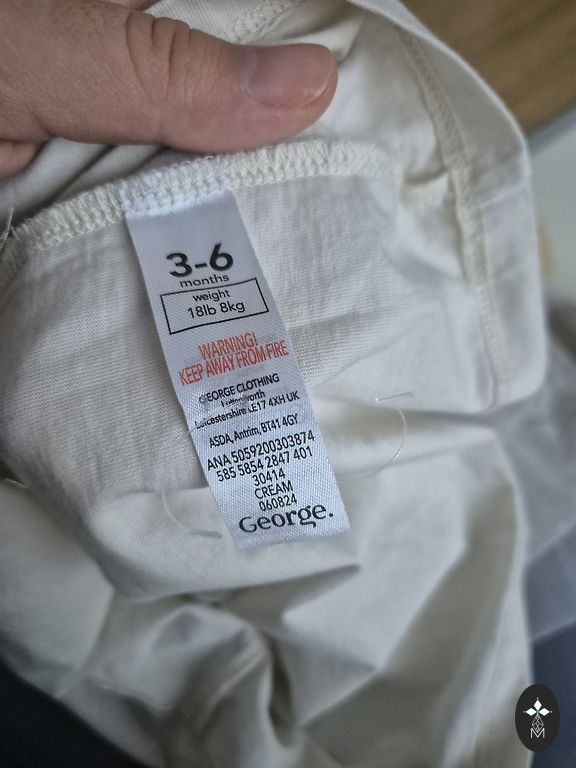 3-6
months
weight
18lb 8kg
WARNING!
KEEP AWAY FROM FIRE
GEORGE CLOTHING
Lutterworth
Leicestershire LE17 4XH UK
ASDA, Antrim, BT41 4GY
ANA 5059200303874
585 5854 2847 401
30414
CREAM
060824
George.
M